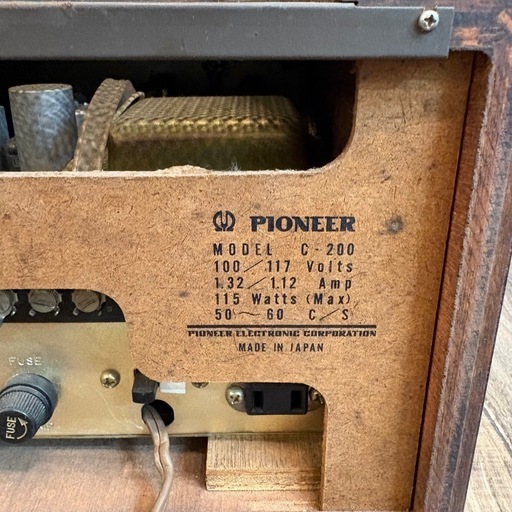 PIONEER
MODEL C-200
100/117 Volts
1.32/1.12 Amp
115 Watts (Max)
50~60 C/S
PIONEER ELECTRONIC CORPORATION
MADE IN JAPAN
FUSE
FUSE